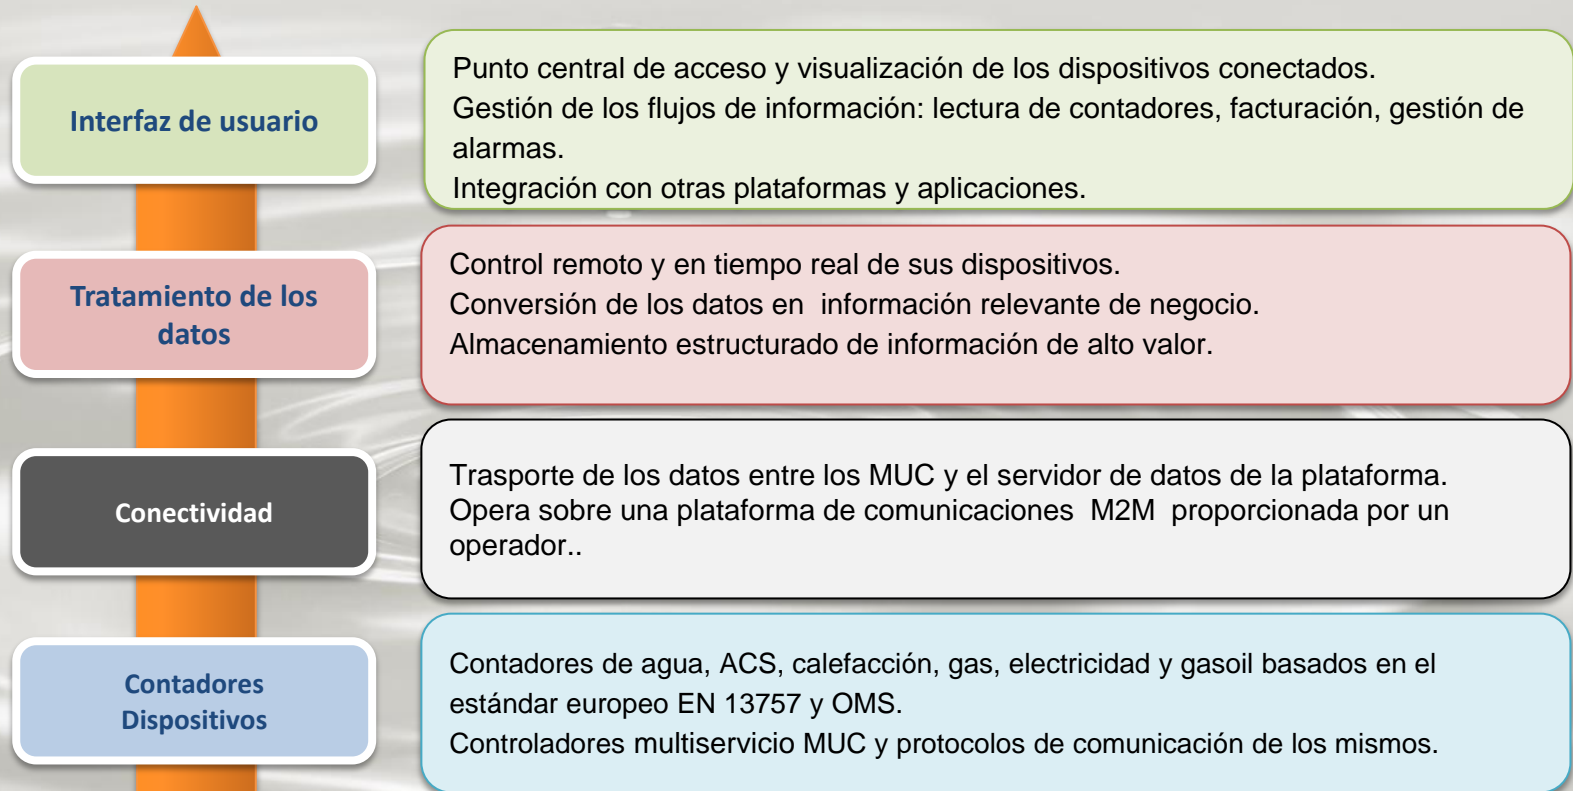 Interfaz de usuario
Punto central de acceso y visualización de los dispositivos conectados.
Gestión de los flujos de información: lectura de contadores, facturación, gestión de
alarmas.
Integración con otras plataformas y aplicaciones.
Tratamiento de los
datos
Control remoto y en tiempo real de sus dispositivos.
Conversión de los datos en  información relevante de negocio.
Almacenamiento estructurado de información de alto valor.
Conectividad
Trasporte de los datos entre los MUC y el servidor de datos de la plataforma.
Opera sobre una plataforma de comunicaciones  M2M  proporcionada por un
operador..
Contadores
Dispositivos
Contadores de agua, ACS, calefacción, gas, electricidad y gasoil basados en el
estándar europeo EN 13757 y OMS.
Controladores multiservicio MUC y protocolos de comunicación de los mismos.